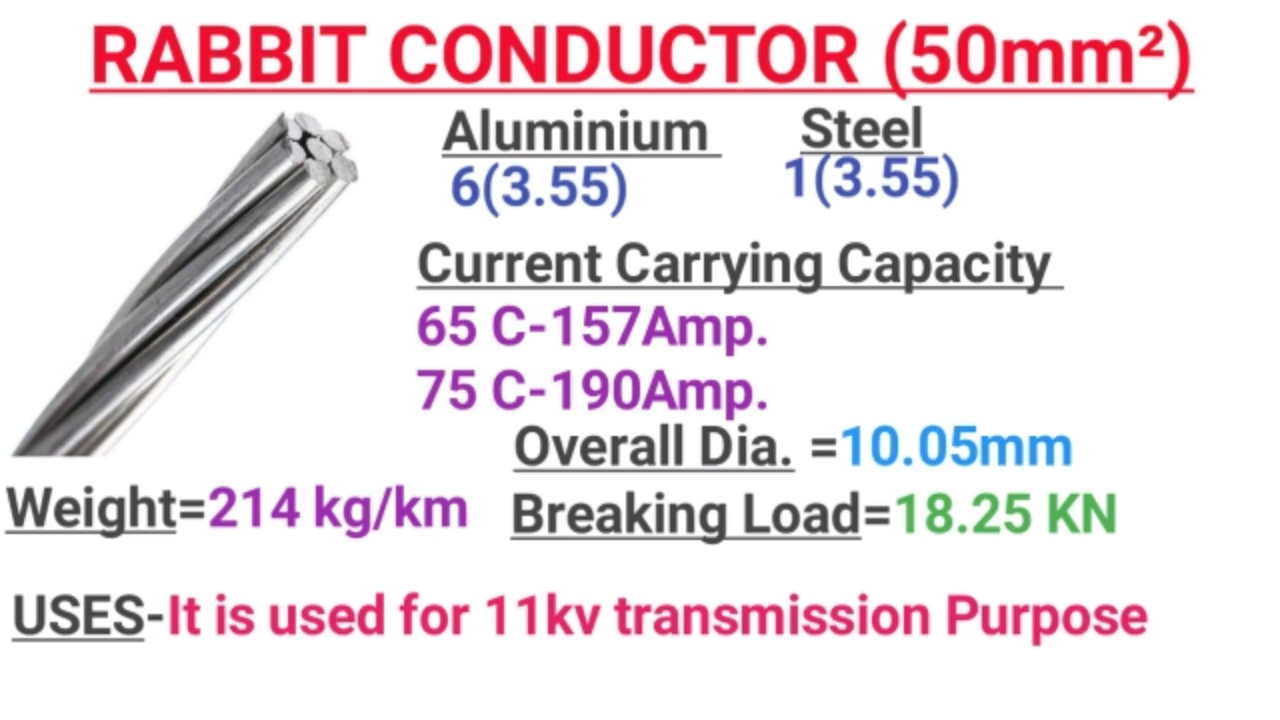 RABBIT CONDUCTOR (50mm²)
Aluminium Steel
6(3.55) 1(3.55)
Current Carrying Capacity
65 C-157Amp.
75 C-190Amp.
Overall Dia. =10.05mm
Weight=214 kg/km Breaking Load=18.25 KN
USES-It is used for 11kv transmission Purpose